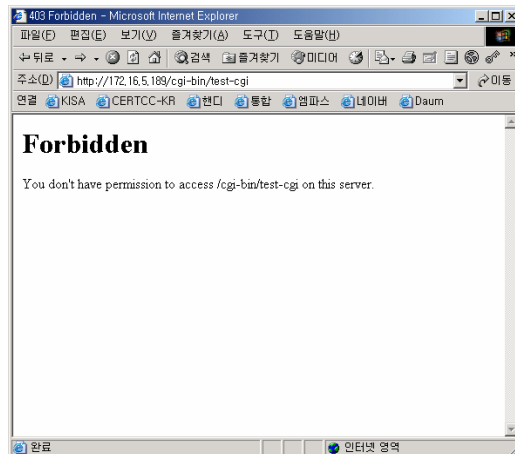 403 Forbidden - Microsoft Internet Explorer
파일(F) 편집(E) 보기(V) 즐겨찾기(A) 도구(T) 도움말(H)
뒤로 검색 즐겨찾기 미디어
주소(D) http://172.16.5.189/cgi-bin/test-cgi 이동
연결 KISA CERTCC-KR 핸디 통합 엠파스 네이버 Daum
Forbidden
You don't have permission to access /cgi-bin/test-cgi on this server.
완료 인터넷 영역